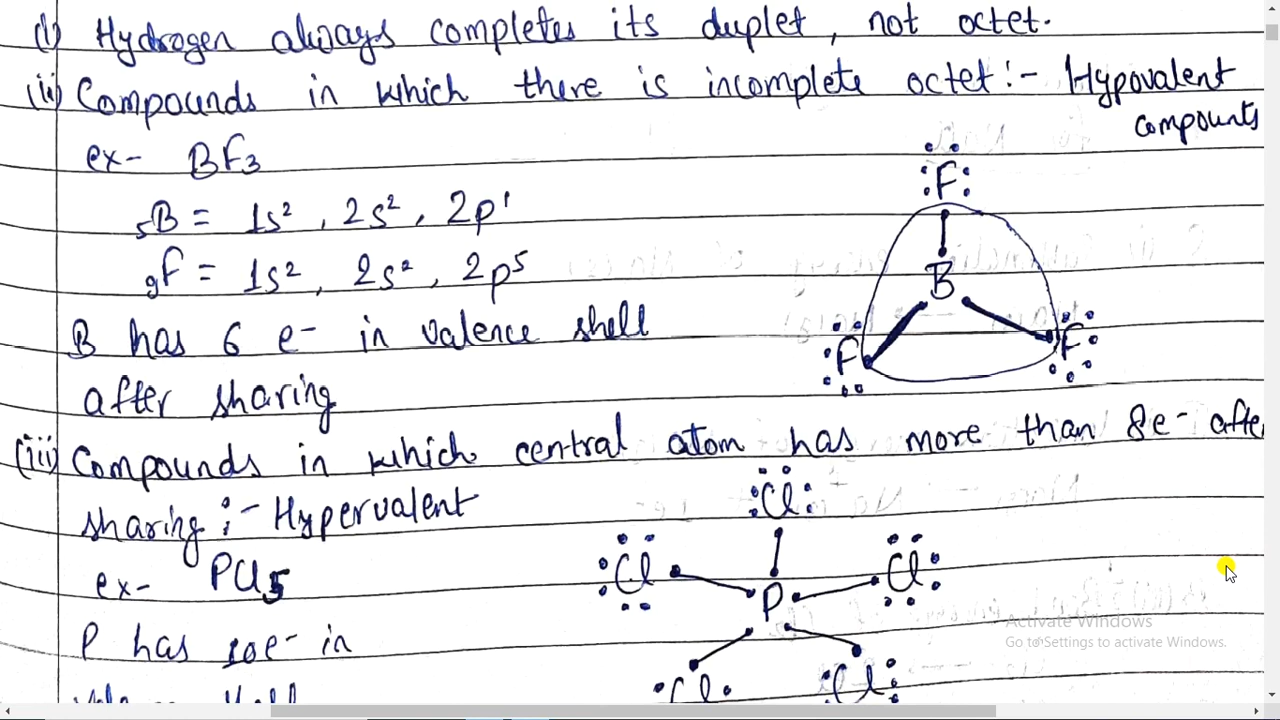 (i) Hydrogen always completes its duplet, not octet.
(ii) Compounds in which there is incomplete octet :- Hypovalent
compounts
ex- BF3
5B = 1s², 2s², 2p¹
9F = 1s², 2s², 2p⁵
B has 6 e- in valence shell
after sharing
F
B
F
F
(iii) Compounds in which central atom has more than 8e- afte
sharing :- Hypervalent
ex- PCl5
P has 10e- in
Cl
Cl
Cl
P
Cl
Cl
Activate Windows
Go to Settings to activate Windows.